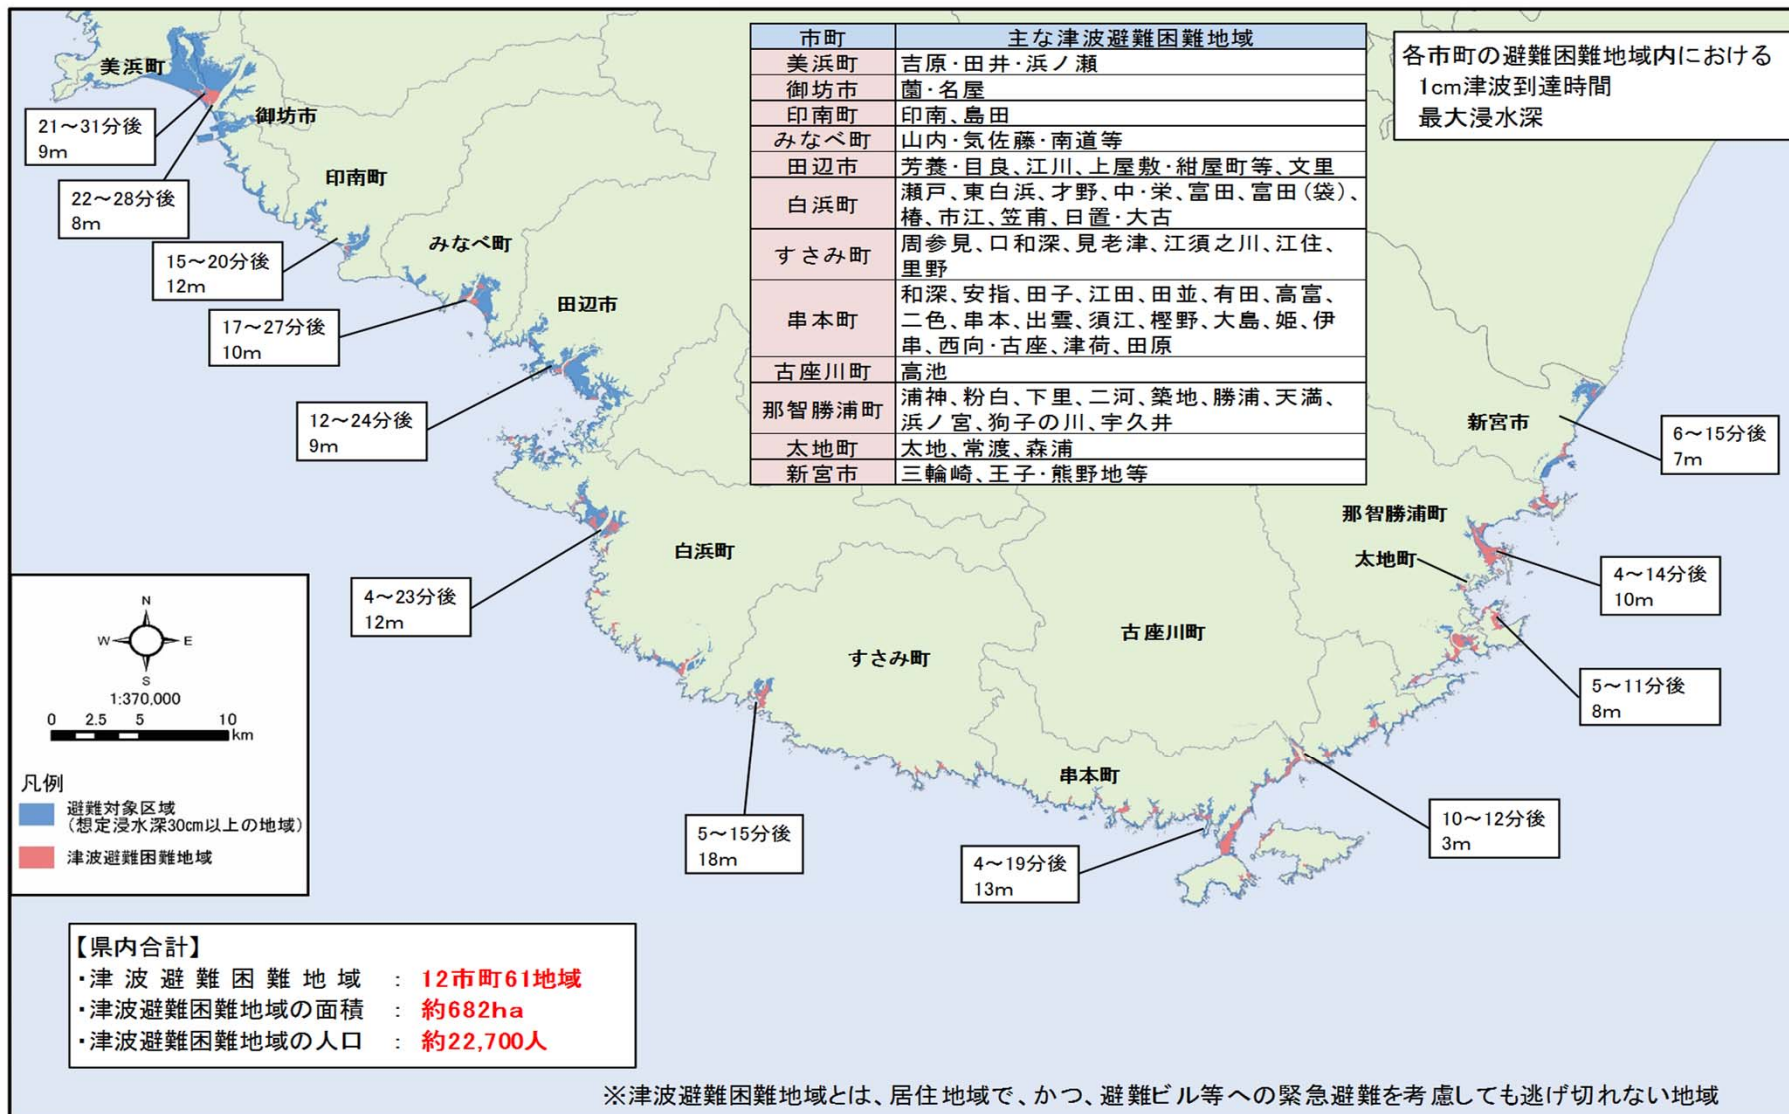 市町 主な津波避難困難地域
美浜町 吉原・田井・浜ノ瀬
御坊市 薗・名屋
印南町 印南、島田
みなべ町 山内・気佐藤・南道等
田辺市 芳養・目良、江川、上屋敷・紺屋町等、文里
白浜町 瀬戸、東白浜、才野、中・栄、富田、富田(袋)、
椿、市江、笠甫、日置・大古
すさみ町 周参見、口和深、見老津、江須之川、江住、
里野
串本町 和深、安指、田子、江田、田並、有田、高富、
二色、串本、出雲、須江、樫野、大島、姫、伊
串、西向・古座、津荷、田原
古座川町 高池
那智勝浦町 浦神、粉白、下里、二河、築地、勝浦、天満、
浜ノ宮、狗子の川、宇久井
太地町 太地、常渡、森浦
新宮市 三輪崎、王子・熊野地等
各市町の避難困難地域内における
1cm津波到達時間
最大浸水深
美浜町
21～31分後
9m
御坊市
22～28分後
8m
印南町
15～20分後
12m
みなべ町
17～27分後
10m
田辺市
12～24分後
9m
白浜町
4～23分後
12m
すさみ町
5～15分後
18m
串本町
4～19分後
13m
古座川町
10～12分後
3m
新宮市
6～15分後
7m
那智勝浦町
4～14分後
10m
太地町
5～11分後
8m
N
W E
S
1:370,000
0 2.5 5 10
km
凡例
避難対象区域
(想定浸水深30cm以上の地域)
津波避難困難地域
【県内合計】
・津波避難困難地域 : 12市町61地域
・津波避難困難地域の面積 : 約682ha
・津波避難困難地域の人口 : 約22,700人
※津波避難困難地域とは、居住地域で、かつ、避難ビル等への緊急避難を考慮しても逃げ切れない地域